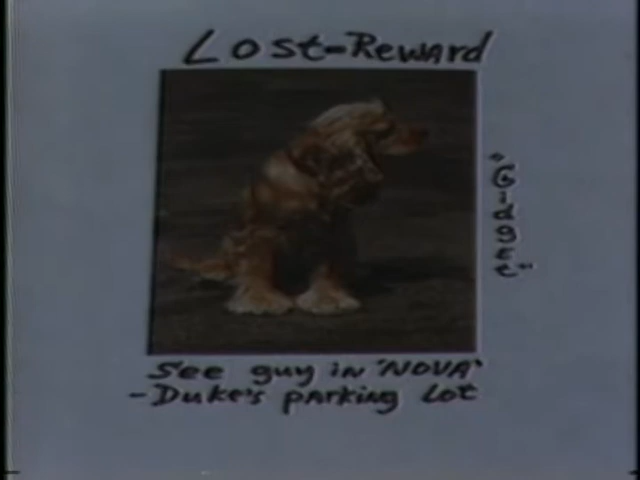 Lost-Reward
"Gidget"
See guy in "NOVA"
- Duke's parking lot